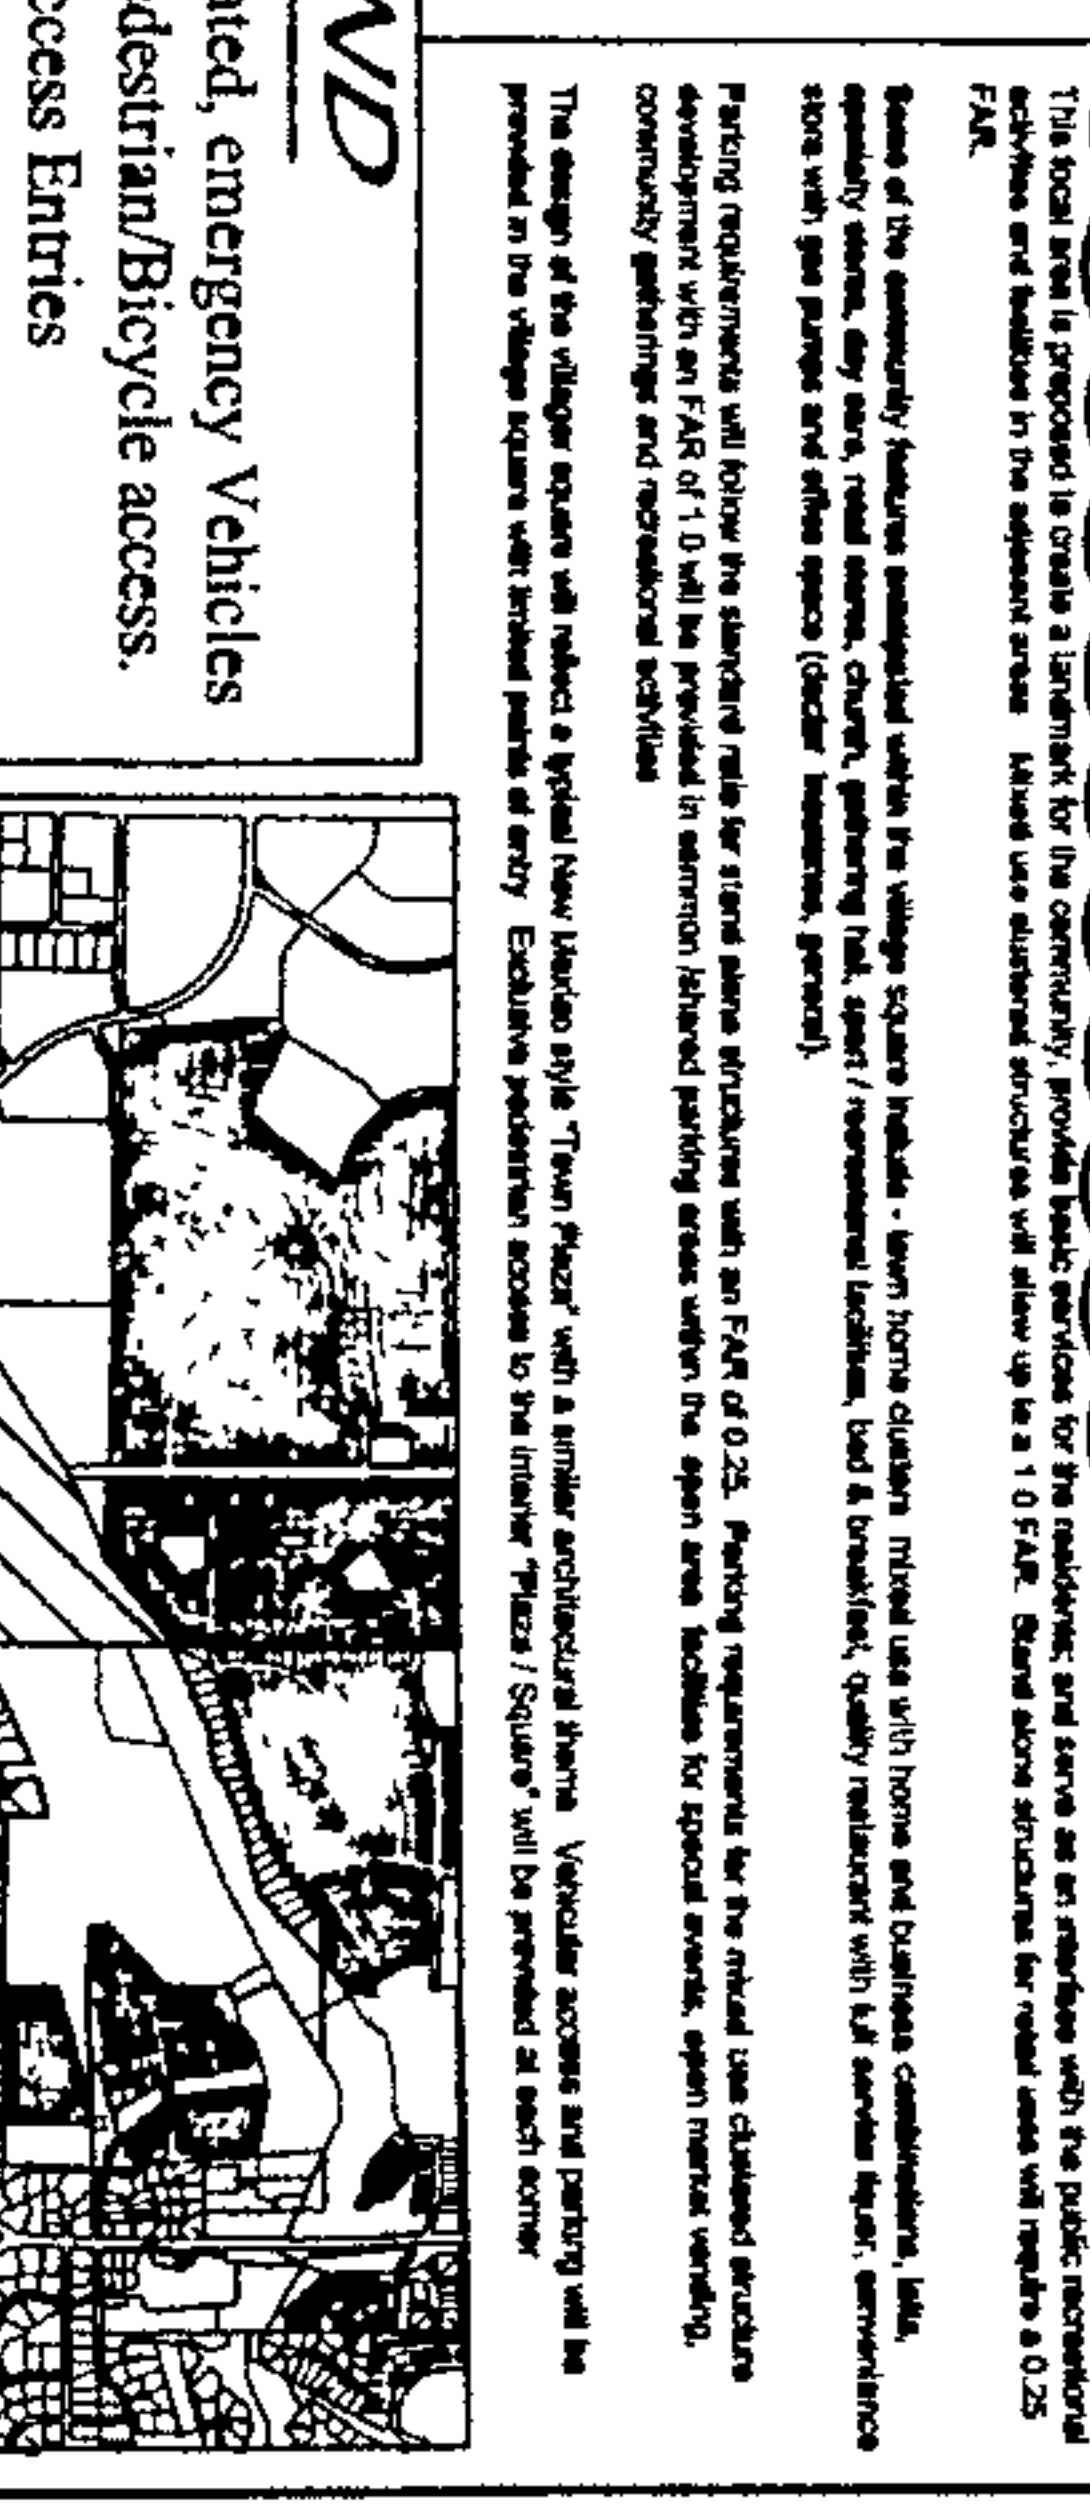 This focal area is proposed to create a landmark for the community, provide basic services for the residents, and serve as an interface with the public recreational
activities and facilities in the adjacent areas. Mixed use clustered structures will allow up to a 1.0 FAR. Stand alone structures for retail uses will require a 0.25
FAR.
Some of the community features permitted within the village square include - town home clusters, mixed use with home and business combinations, lofts,
specialty stores, day care, retail stores, church, gathering hall, sport / recreational facilities, bed & breakfast, quality restaurant with full service liquor, convenience
store with gas pumps and office space (doctor, insurance, general).
Parking requirements will follow the standard ratio for stand alone structures with an FAR of 0.25. Parking requirements for the mixed use clustered structure
development with an FAR of 1.0 will be provided in common /shared parking areas within the open area facilities for special events, open market vending,
community gatherings and recreational activities
The design of the village square will reflect a typical New Mexico style "Town Plaza" with a similar architectural theme. Vehicular access and parking will be
provided in the village square with limited points of entry. Exclusive pedestrian access to the interior "Plaza / Square" will be provided at each corner
ND
nted, emergency Vehicles
destrian/Bicycle access.
ccess Entries